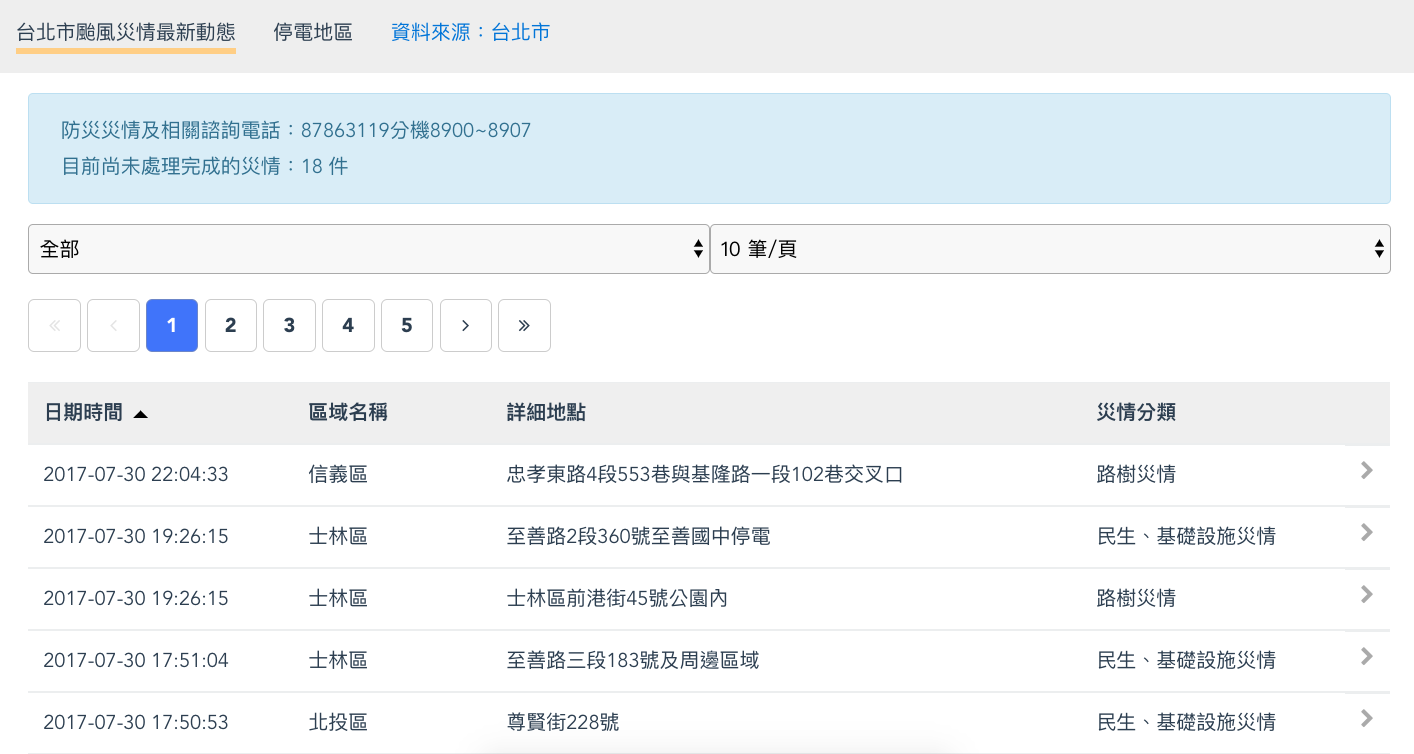 台北市颱風災情最新動態 停電地區 資料來源：台北市
防災災情及相關諮詢電話：87863119分機8900~8907
目前尚未處理完成的災情：18 件
全部 10 筆/頁
« ‹ 1 2 3 4 5 › »
日期時間 ▲ 區域名稱 詳細地點 災情分類
2017-07-30 22:04:33 信義區 忠孝東路4段553巷與基隆路一段102巷交叉口 路樹災情
2017-07-30 19:26:15 士林區 至善路2段360號至善國中停電 民生、基礎設施災情
2017-07-30 19:26:15 士林區 士林區前港街45號公園內 路樹災情
2017-07-30 17:51:04 士林區 至善路三段183號及周邊區域 民生、基礎設施災情
2017-07-30 17:50:53 北投區 尊賢街228號 民生、基礎設施災情